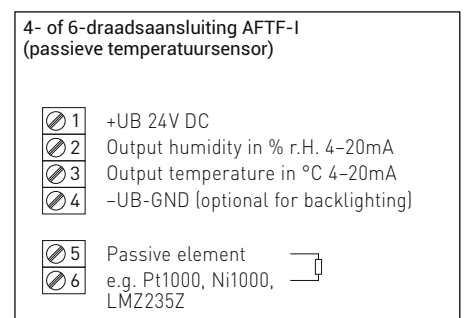 4- of 6-draadsaansluiting AFTF-I
(passieve temperatuursensor)
1 +UB 24V DC
2 Output humidity in % r.H. 4–20mA
3 Output temperature in °C 4–20mA
4 –UB-GND (optional for backlighting)
5 Passive element
6 e.g. Pt1000, Ni1000,
LMZ235Z